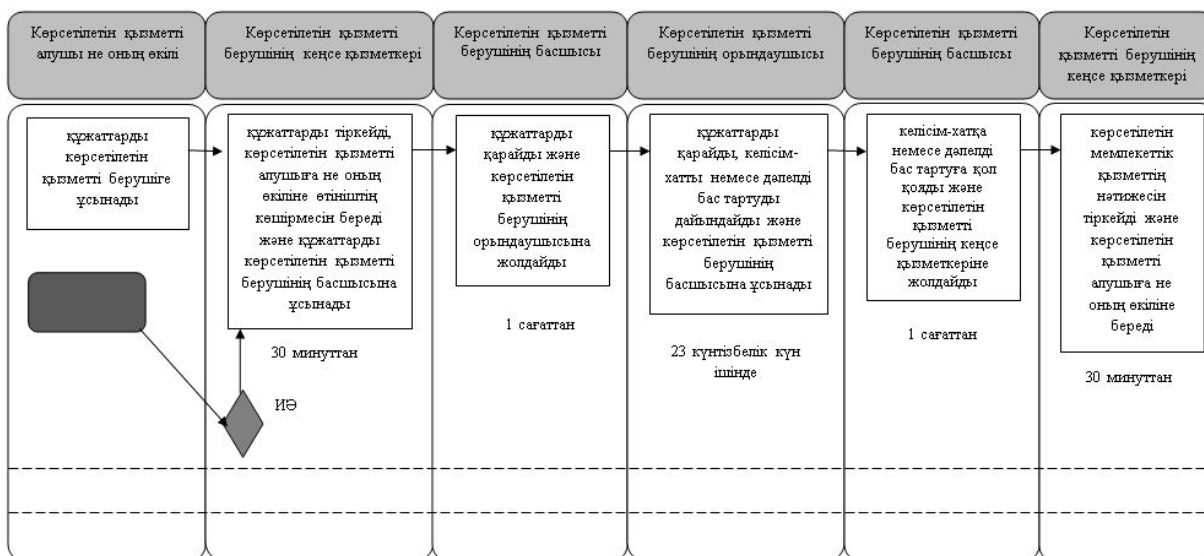 Көрсетілетін қызметті
алушы не оның өкілі
Көрсетілетін қызметті
берушінің кеңсе қызметкері
Көрсетілетін қызметті
берушінің басшысы
Көрсетілетін қызметті
берушінің орындаушысы
Көрсетілетін қызметті
берушінің басшысы
Көрсетілетін
қызметті берушінің
кеңсе қызметкері
құжаттарды
көрсетілетін
қызметті берушіге
ұсынады
құжаттарды тіркейді,
көрсетілетін қызметті
алушыға не оның
өкіліне өтініштің
көшірмесін береді
және құжаттарды
көрсетілетін қызметті
берушінің басшысына
ұсынады
30 минуттан
ИӘ
құжаттарды
қарайды және
көрсетілетін
қызметті
берушінің
орындаушысына
жолдайды
1 сағаттан
құжаттарды
қарайды, келісім-
хатты немесе дәлелді
бас тартуды
дайындайды және
көрсетілетін қызметті
берушінің
басшысына ұсынады
23 күнтізбелік күн
ішінде
келісім-хатқа
немесе дәлелді
бас тартуға қол
қояды және
көрсетілетін
қызметті
берушінің кеңсе
қызметкеріне
жолдайды
1 сағаттан
көрсетілетін
мемлекеттік
қызметтің
нәтижесін
тіркейді және
көрсетілетін
қызметті
алушыға не
оның өкіліне
береді
30 минуттан